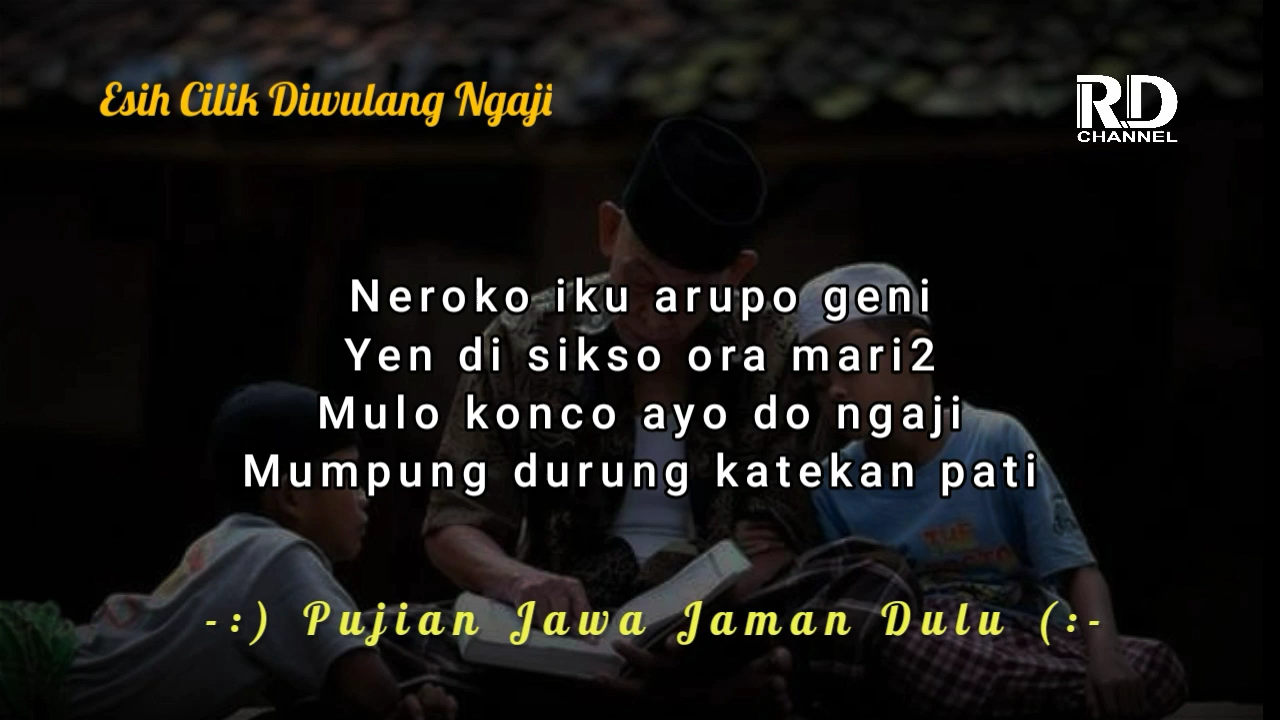 Esih Cilik Diwulang Ngaji
RD
CHANNEL
Neroko iku arupo geni
Yen di sikso ora mari2
Mulo konco ayo do ngaji
Mumpung durung katekan pati
-:) Pujian Jawa Jaman Dulu (:-